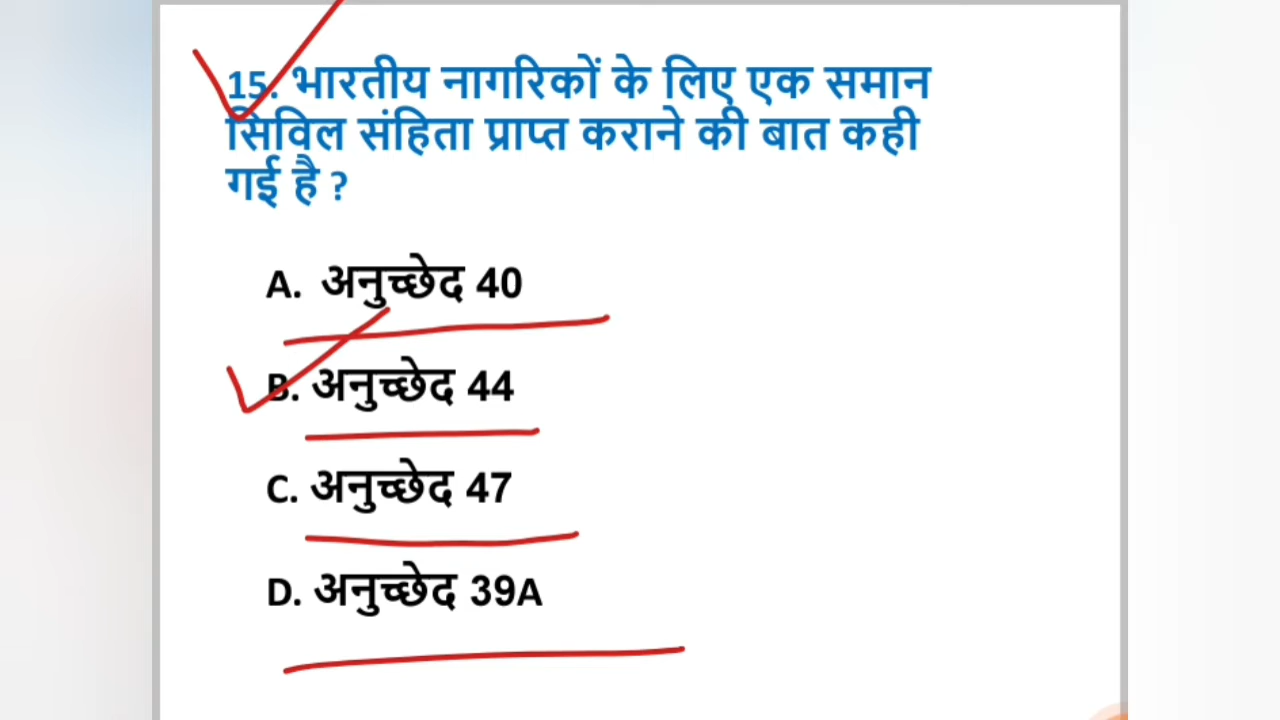 15. भारतीय नागरिकों के लिए एक समान
सिविल संहिता प्राप्त कराने की बात कही
गई है ?
A. अनुच्छेद 40
B. अनुच्छेद 44
C. अनुच्छेद 47
D. अनुच्छेद 39A